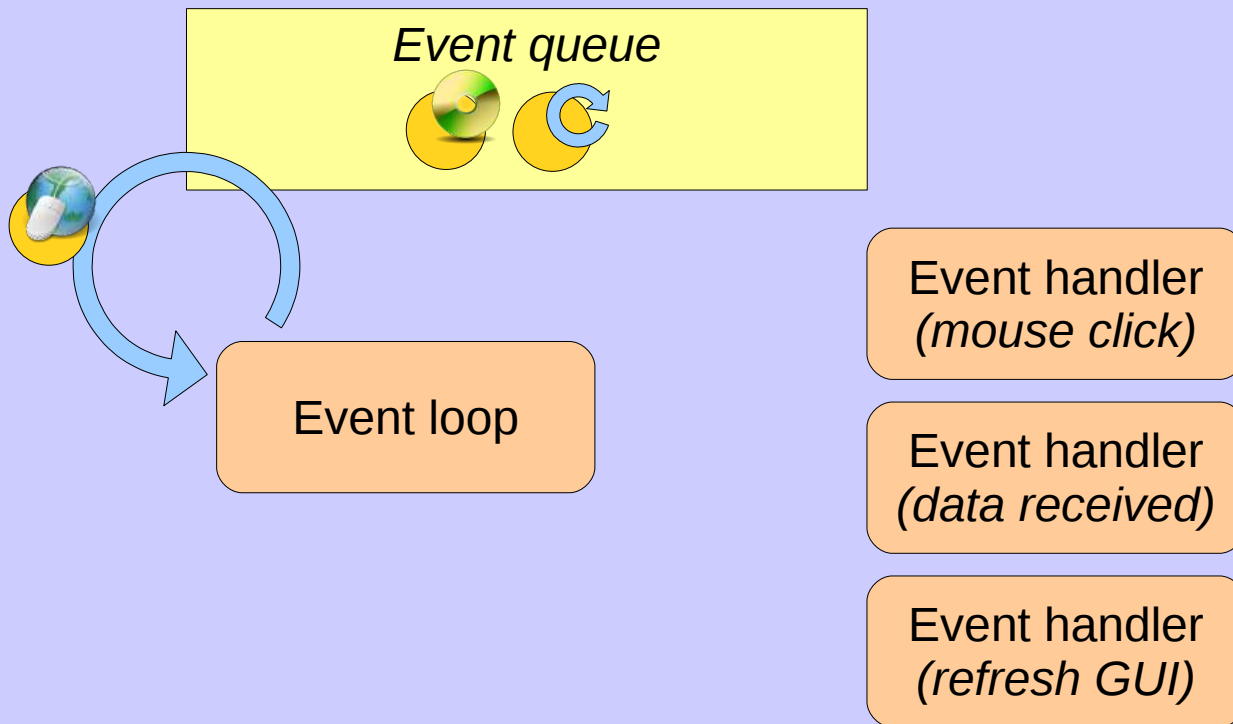 Event queue
Event loop
Event handler
(mouse click)
Event handler
(data received)
Event handler
(refresh GUI)